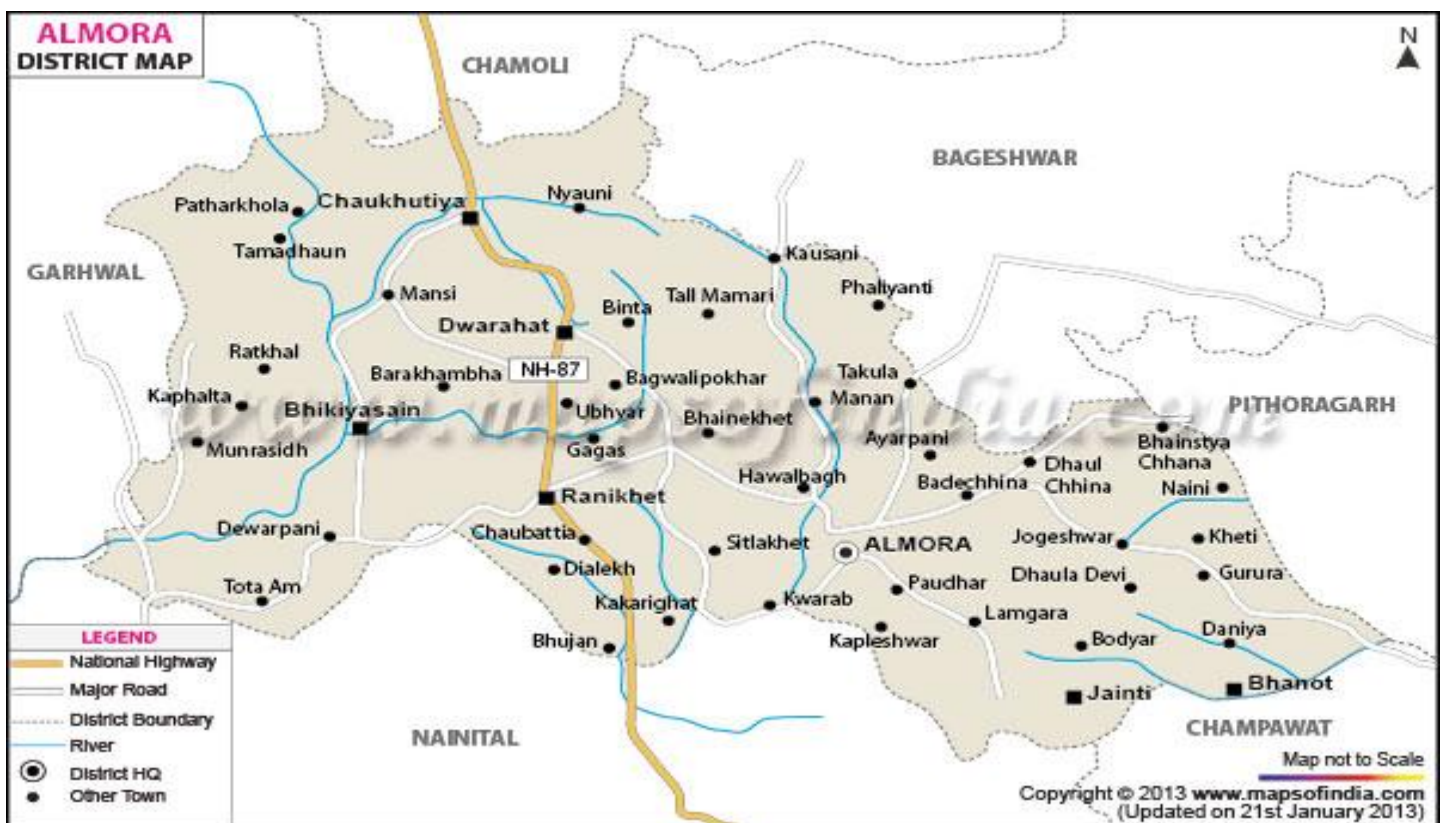 ALMORA
DISTRICT MAP
N
CHAMOLI
BAGESHWAR
GARHWAL
PITHORAGARH
NAINITAL
CHAMPAWAT
Patharkhola
Chaukhutiya
Nyauni
Tamadhaun
Kausani
Mansi
Binta
Tall Mamari
Phaliyanti
Dwarahat
NH-87
Ratkhal
Barakhambha
Bagwalipokhar
Takula
Manan
Kaphalta
Bhikiyasain
Ubhyar
Bhainekhet
Munrasidh
Gagas
Ayarpani
Bhainstya
Chhana
Hawalbagh
Badechhina
Dhaul
Chhina
Naini
Ranikhet
Dewarpani
Chaubattia
Sitlakhet
ALMORA
Jogeshwar
Kheti
Dialekh
Paudhar
Dhaula Devi
Gurura
Tota Am
Kakarighat
Kwarab
Lamgara
Bhujan
Kapleshwar
Bodyar
Daniya
Jainti
Bhanot
www.mapsofindia.com
LEGEND
National Highway
Major Road
District Boundary
River
District HQ
Other Town
Map not to Scale
Copyright © 2013 www.mapsofindia.com
(Updated on 21st January 2013)